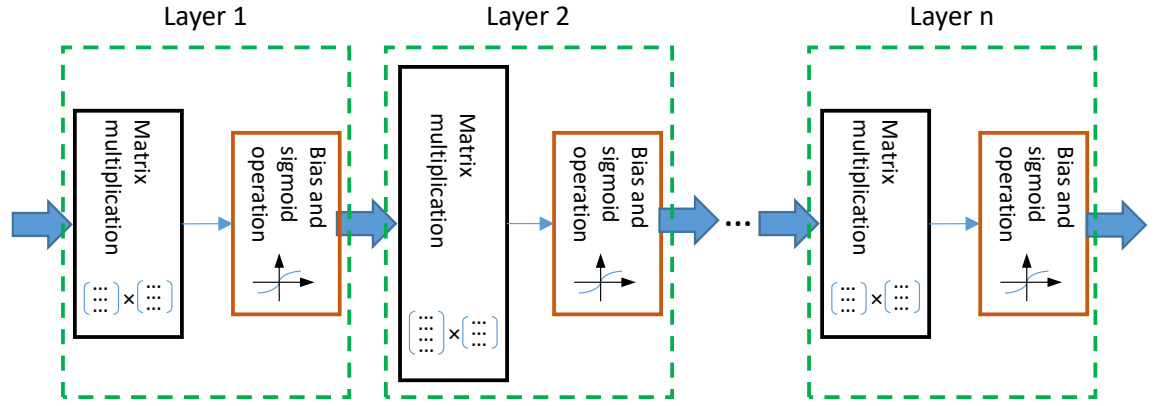 Layer 1
Layer 2
Layer n
Matrix
multiplication
... ...
... × ...
... ...
Bias and
sigmoid
operation
Matrix
multiplication
...
... ...
... × ...
... ...
Bias and
sigmoid
operation
...
Matrix
multiplication
... ...
... × ...
... ...
Bias and
sigmoid
operation